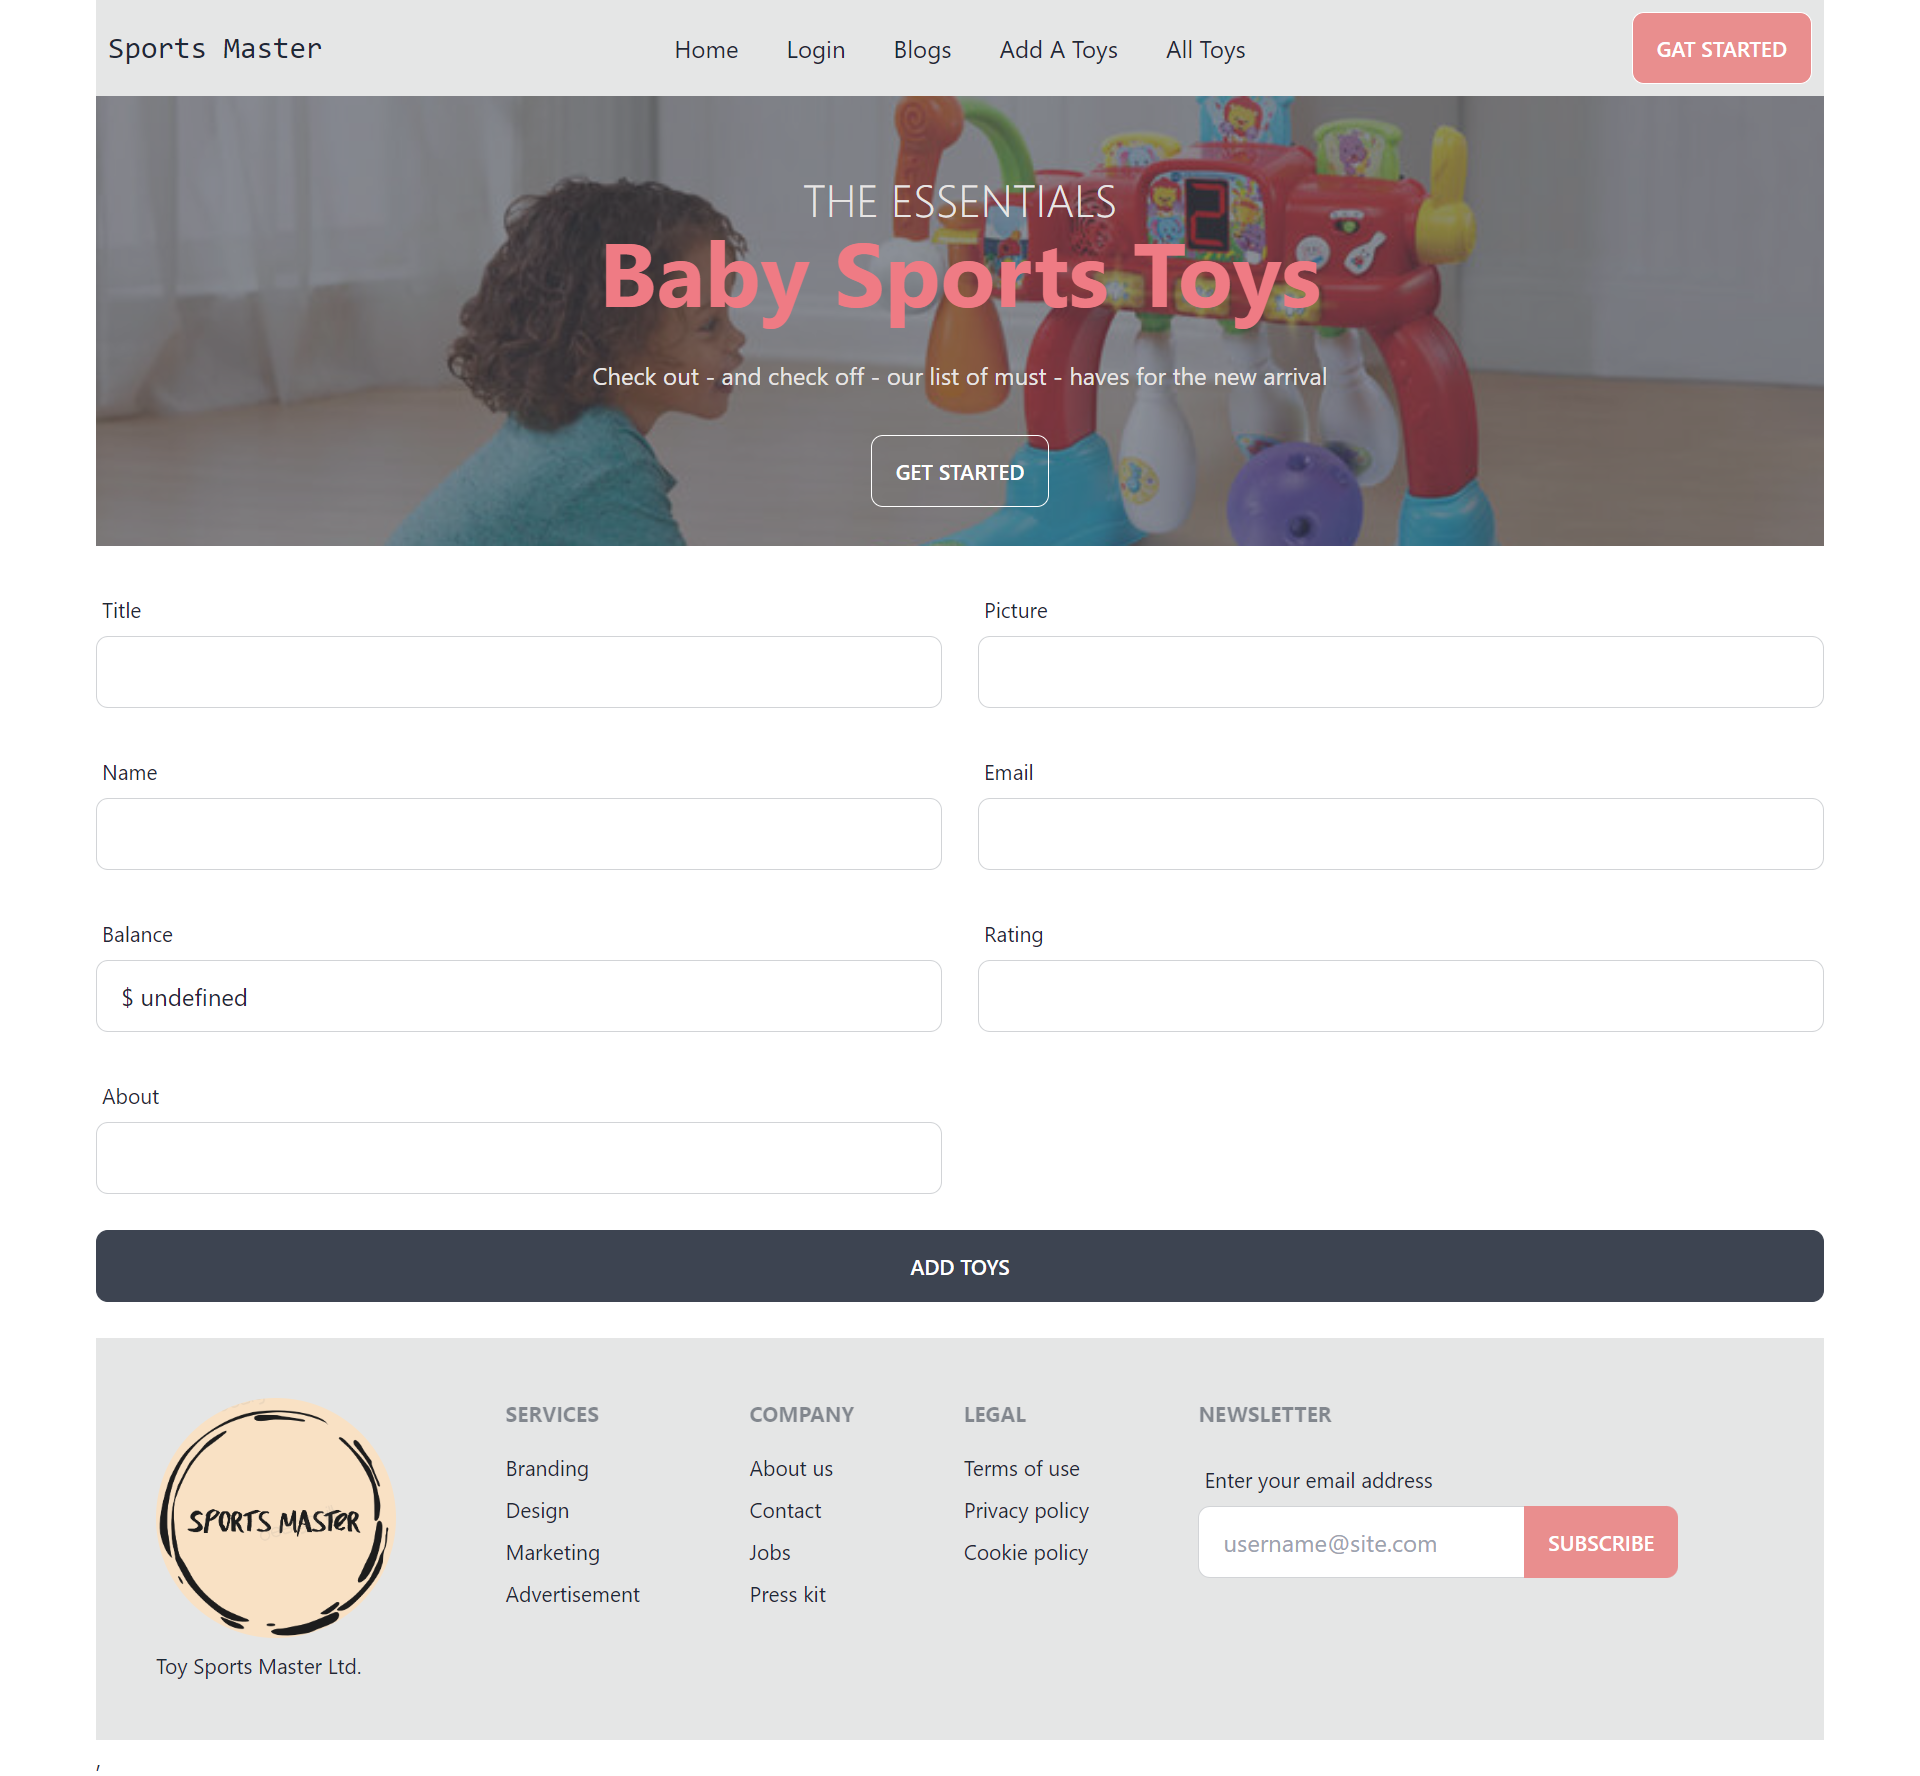 Sports Master
Home Login Blogs Add A Toys All Toys
GAT STARTED
THE ESSENTIALS
Baby Sports Toys
Check out - and check off - our list of must - haves for the new arrival
GET STARTED
2
Title
Picture
Name
Email
Balance
Rating
$ undefined
About
ADD TOYS
SPORTS MASTER
Toy Sports Master Ltd.
SERVICES
Branding
Design
Marketing
Advertisement
COMPANY
About us
Contact
Jobs
Press kit
LEGAL
Terms of use
Privacy policy
Cookie policy
NEWSLETTER
Enter your email address
username@site.com
SUBSCRIBE
,